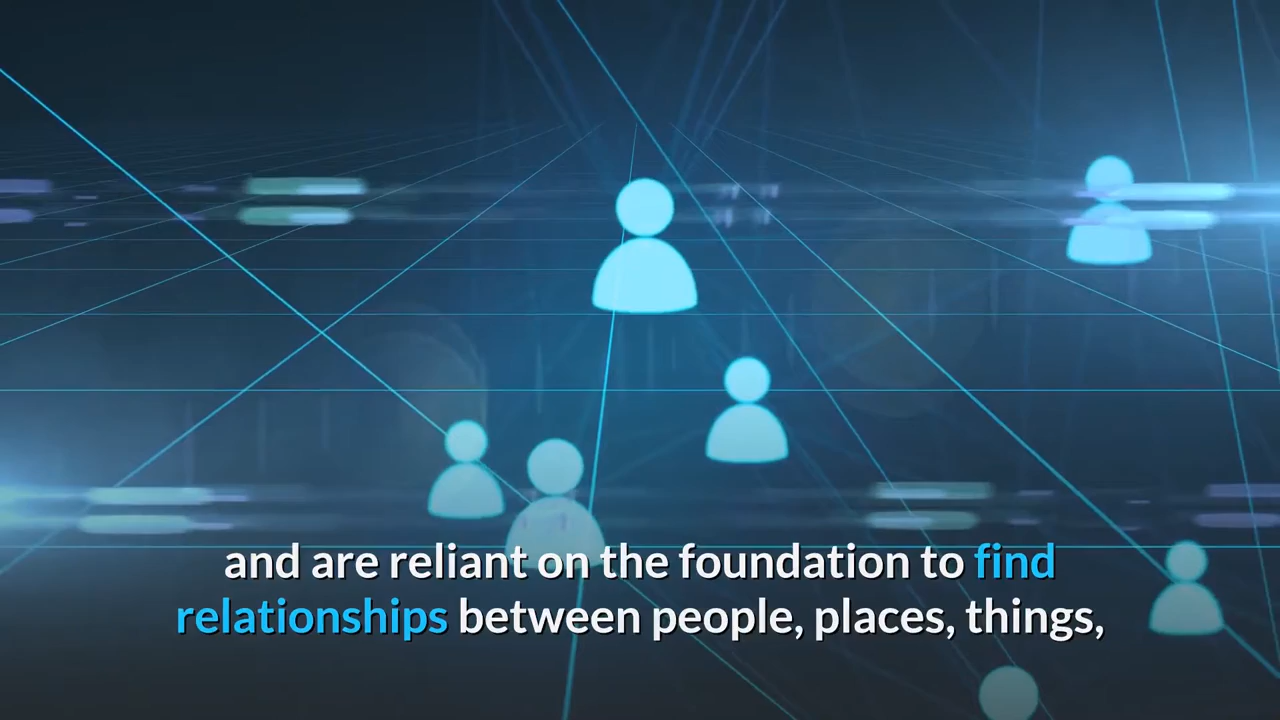 and are reliant on the foundation to find
relationships between people, places, things,